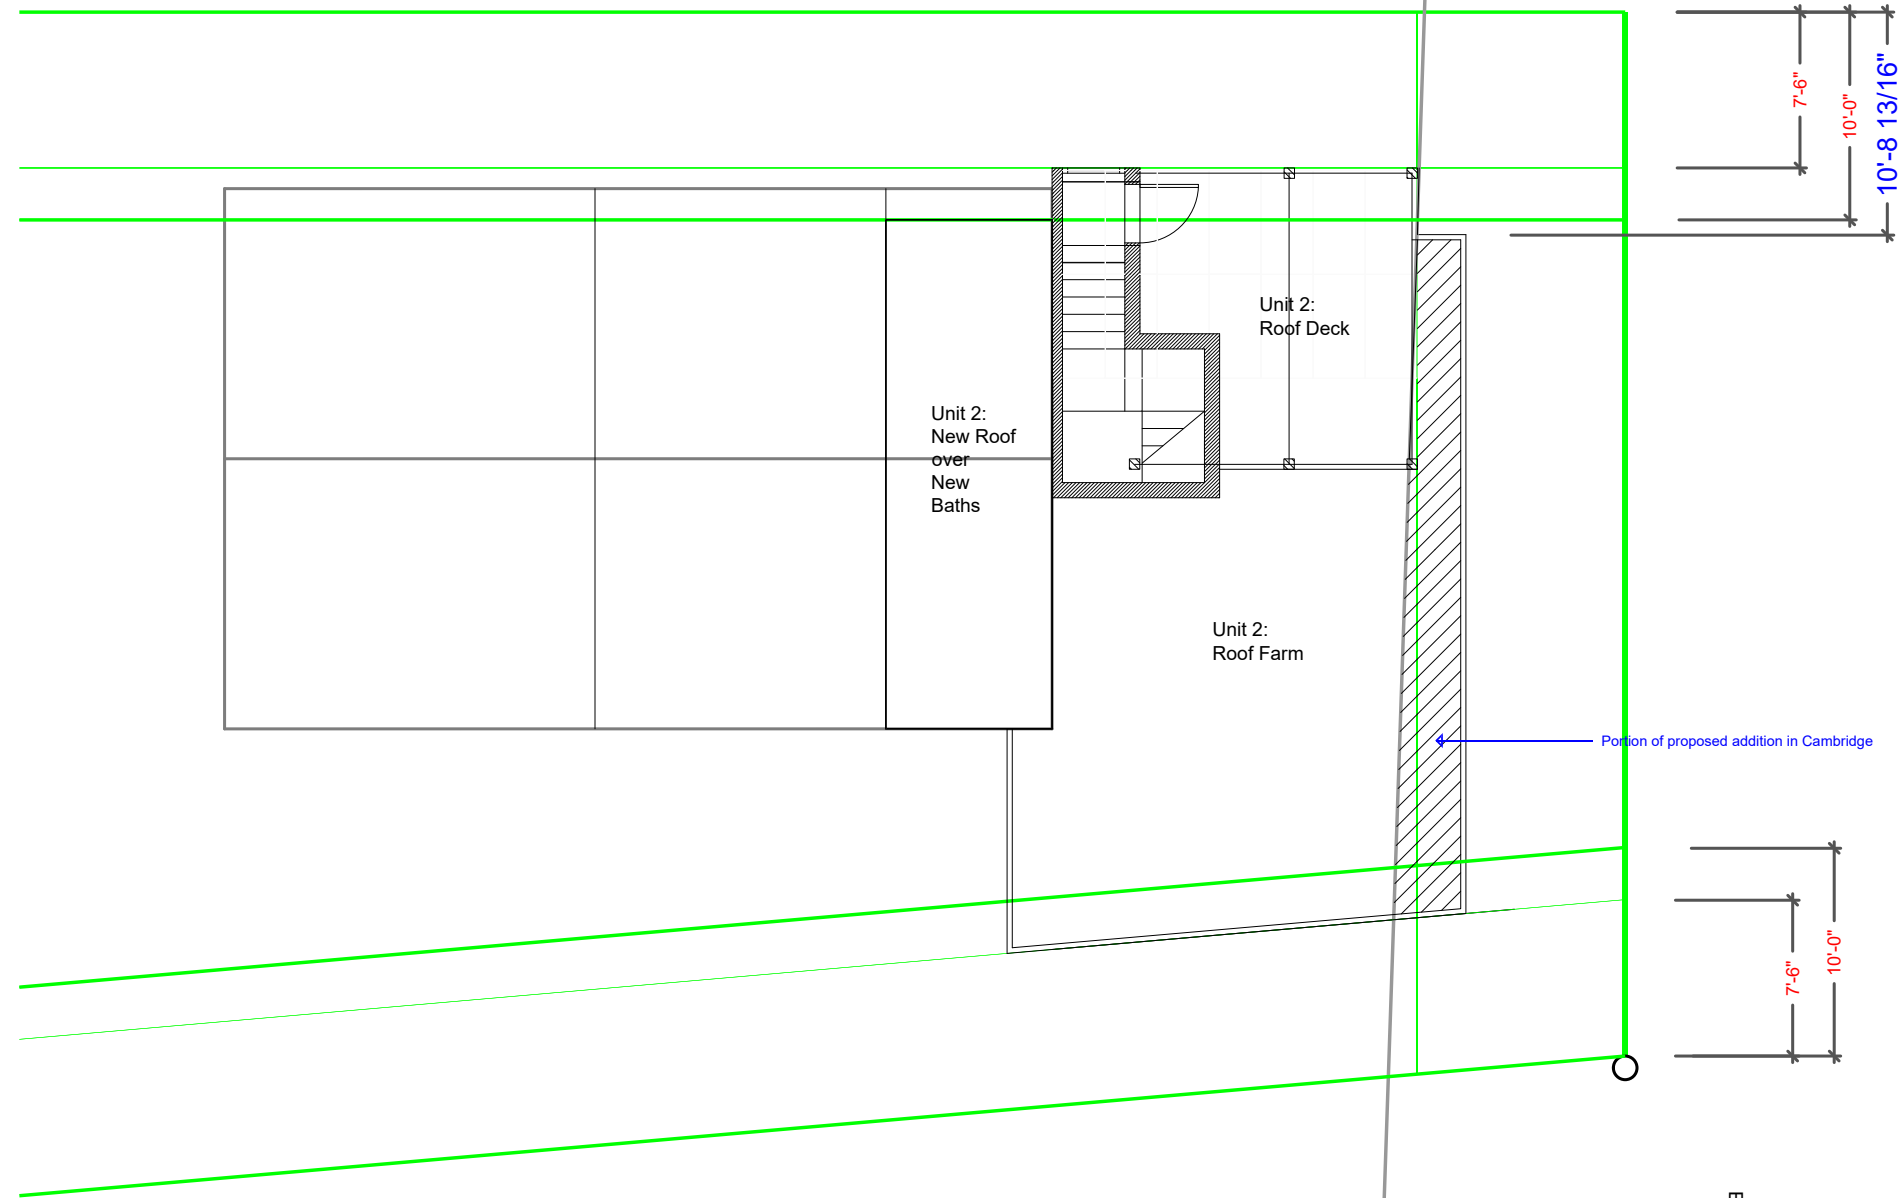 7'-6"
10'-0"
10'-8 13/16"
Unit 2:
Roof Deck
Unit 2:
New Roof
over
New
Baths
Unit 2:
Roof Farm
Portion of proposed addition in Cambridge
10'-0"
7'-6"